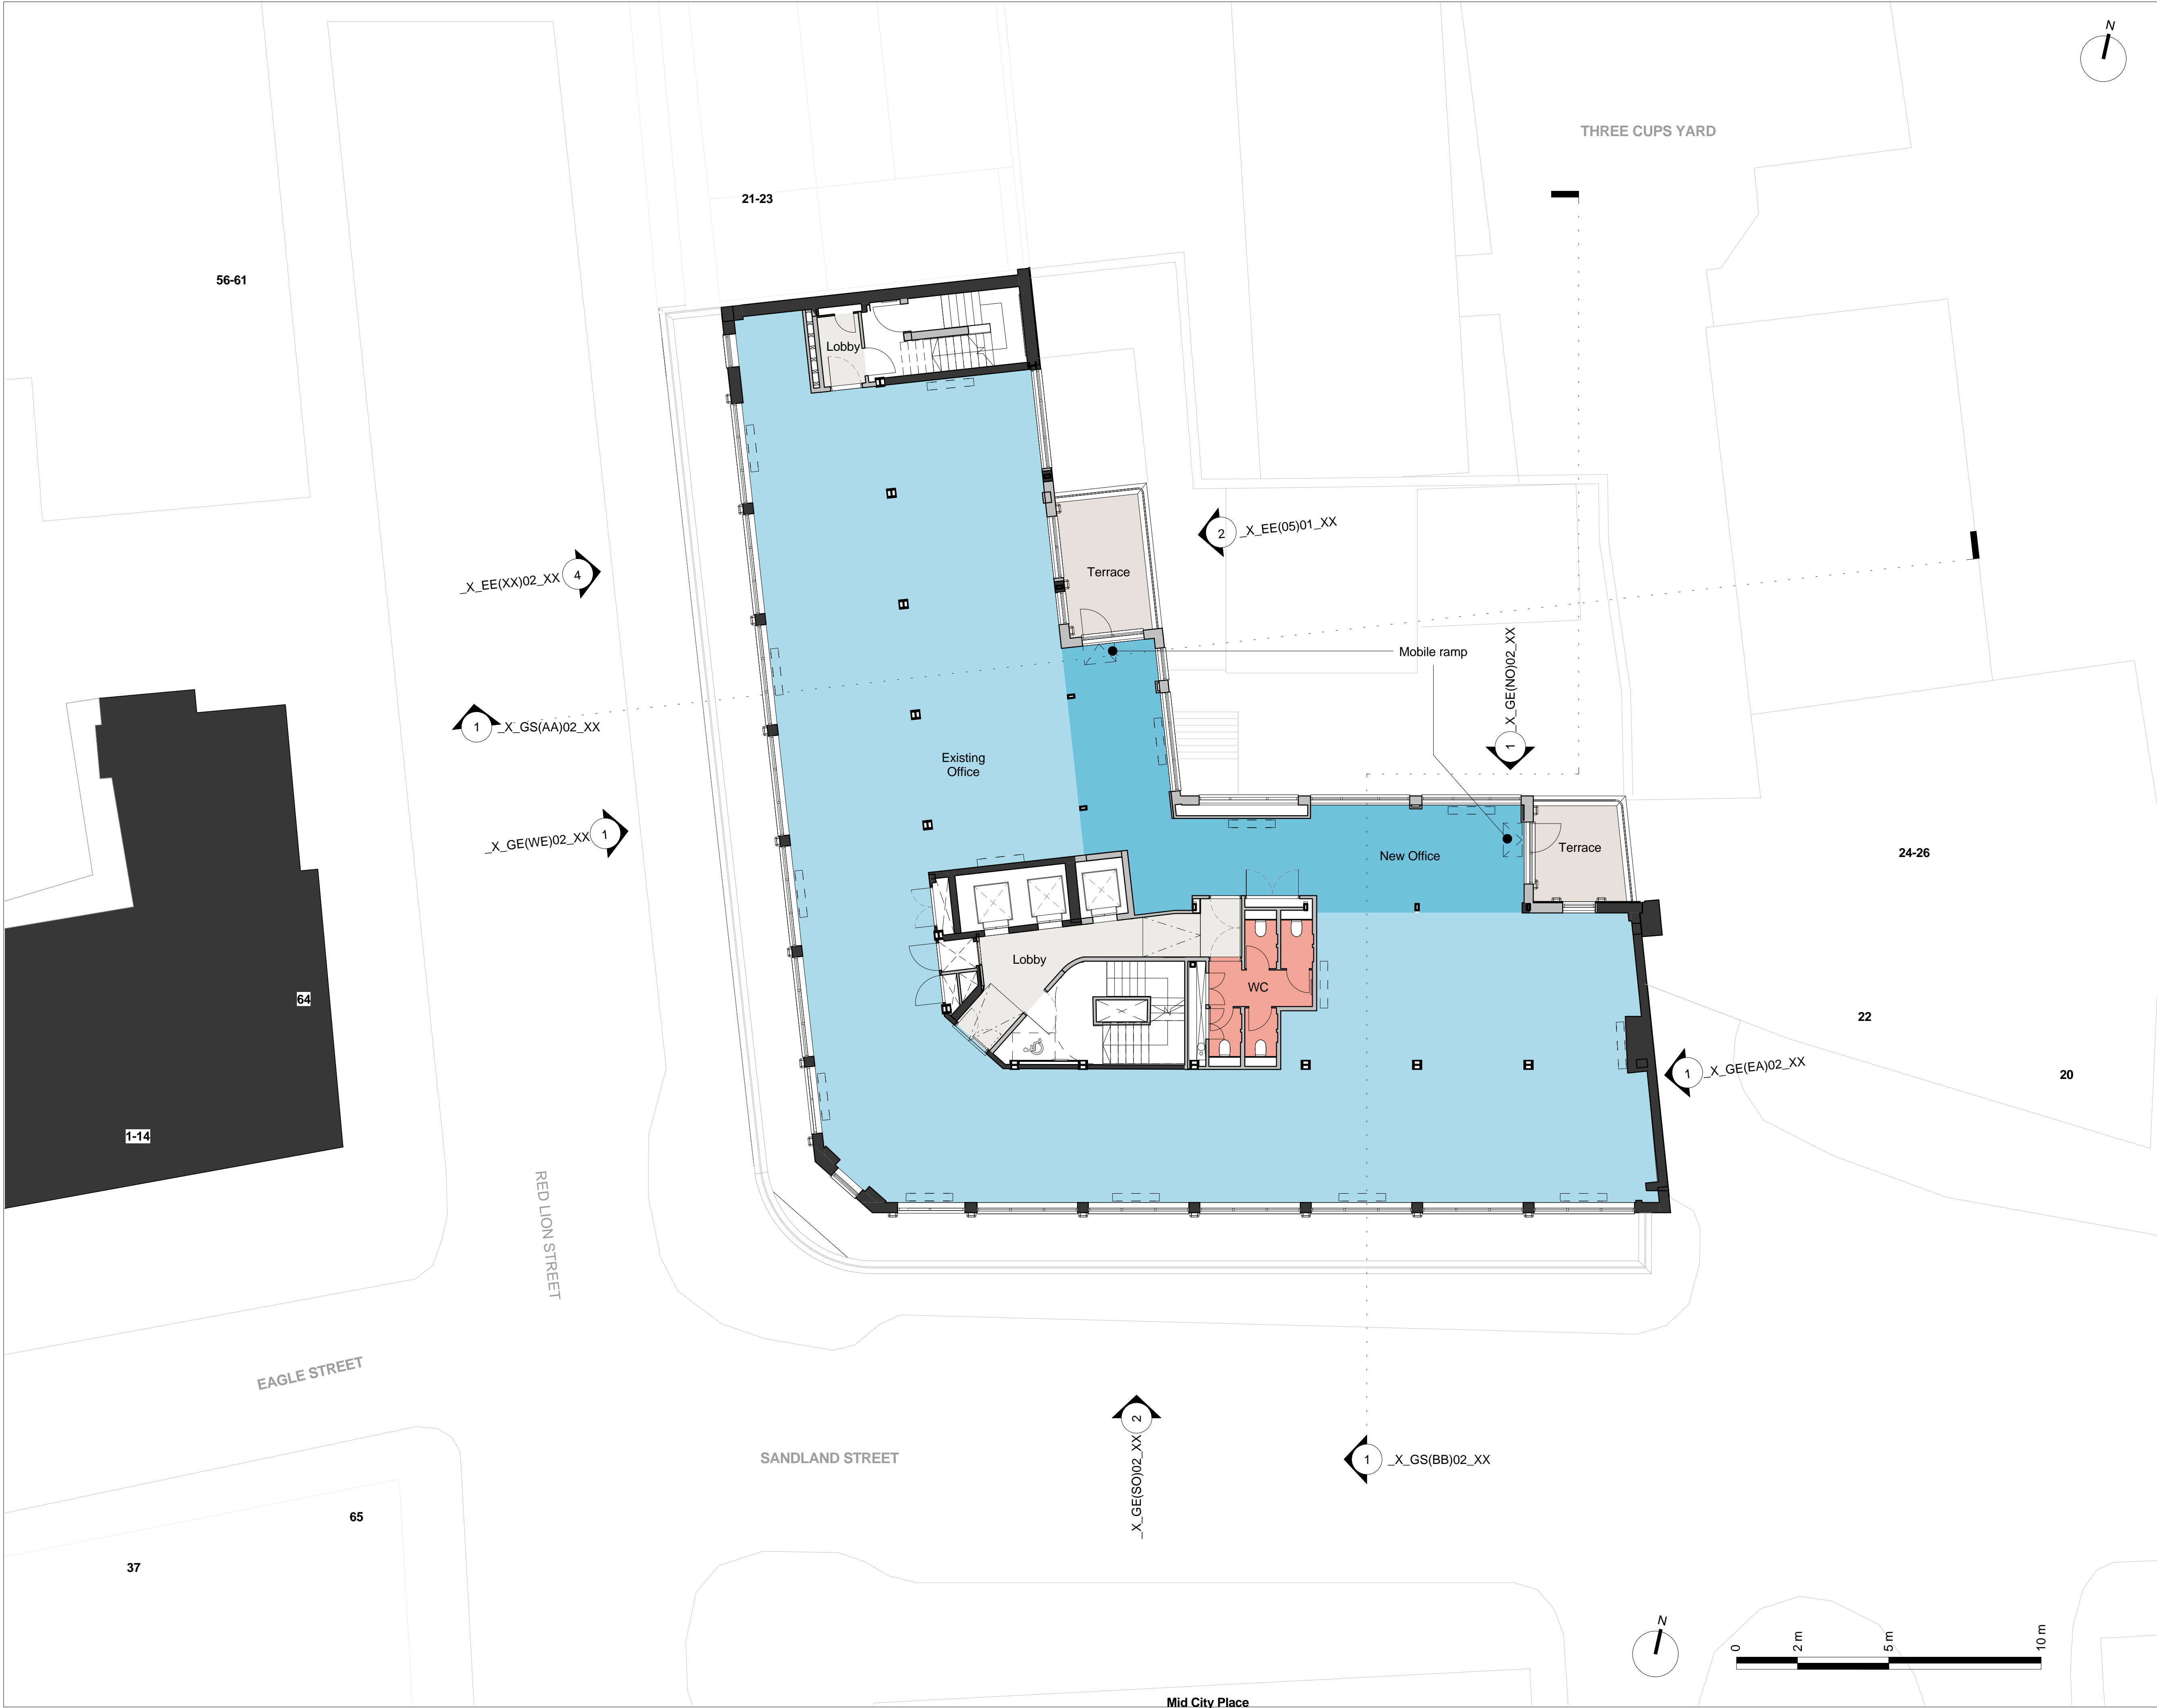 N
THREE CUPS YARD
21-23
56-61
Lobby
2 _X_EE(05)01_XX
_X_EE(XX)02_XX 4
Terrace
Mobile ramp
_X_GE(NO)02_XX
1
1 _X_GS(AA)02_XX
Existing
Office
_X_GE(WE)02_XX 1
New Office
Terrace
24-26
Lobby
WC
64
22
1 _X_GE(EA)02_XX
20
1-14
RED LION STREET
EAGLE STREET
SANDLAND STREET
2
_X_GE(SO)02_XX
1 _X_GS(BB)02_XX
65
37
N
0
2 m
5 m
10 m
Mid City Place